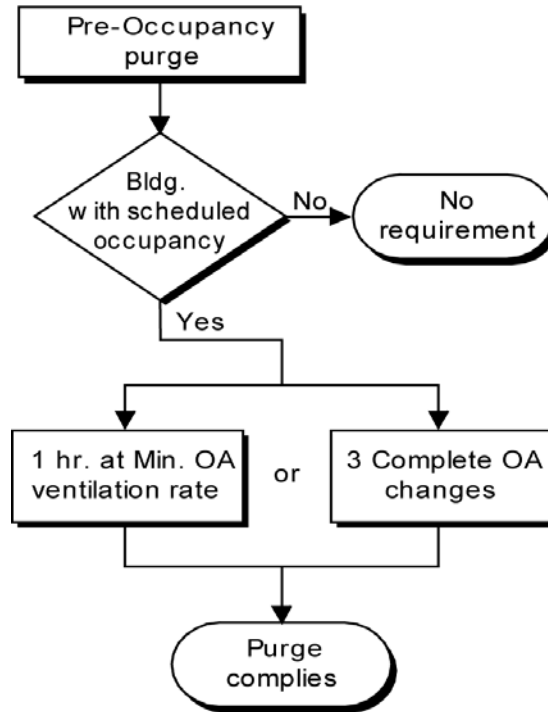 Pre-Occupancy
purge
Bldg.
w ith scheduled
occupancy
No
No
requirement
Yes
1 hr. at Min. OA
ventilation rate
or
3 Complete OA
changes
Purge
complies